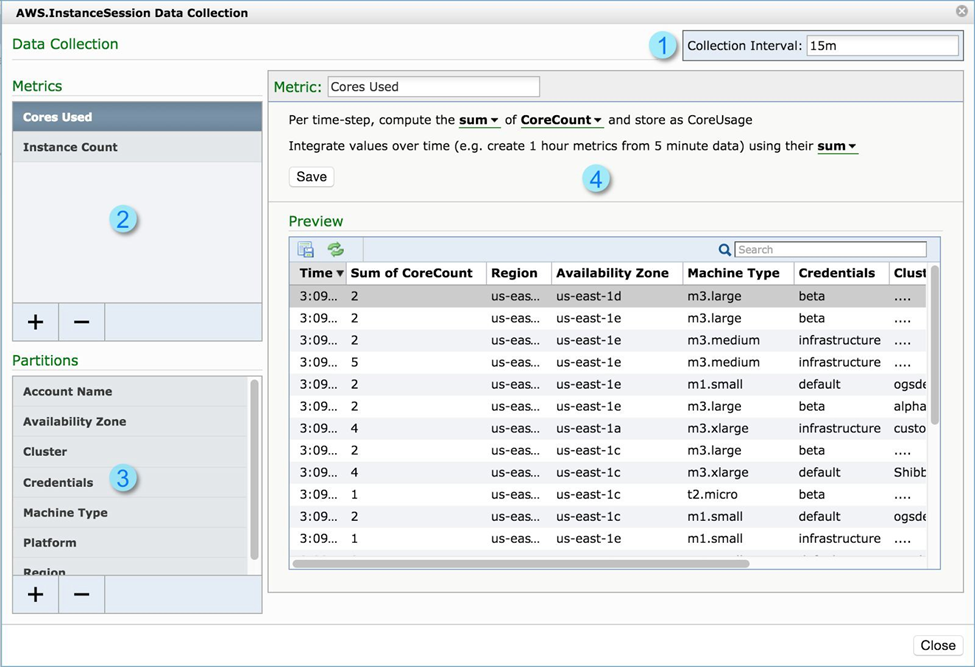 AWS.InstanceSession Data Collection
Data Collection
1
Collection Interval: 15m
Metrics
Cores Used
Instance Count
2
+ −
Partitions
Account Name
Availability Zone
Cluster
Credentials
3
Machine Type
Platform
Region
+ −
Metric: Cores Used
Per time-step, compute the sum of CoreCount and store as CoreUsage
Integrate values over time (e.g. create 1 hour metrics from 5 minute data) using their sum
Save
4
Preview
Search
Time Sum of CoreCount Region Availability Zone Machine Type Credentials Clust
3:09... 2 us-eas... us-east-1d m3.large beta ....
3:09... 2 us-eas... us-east-1e m3.large beta ....
3:09... 2 us-eas... us-east-1e m3.medium infrastructure ....
3:09... 5 us-eas... us-east-1e m3.medium infrastructure ....
3:09... 2 us-eas... us-east-1e m1.small default ogsde
3:09... 2 us-eas... us-east-1e m3.large beta alpha
3:09... 4 us-eas... us-east-1a m3.xlarge infrastructure custo
3:09... 2 us-eas... us-east-1c m3.large beta ....
3:09... 4 us-eas... us-east-1c m3.xlarge default Shibb
3:09... 1 us-eas... us-east-1c t2.micro beta ....
3:09... 2 us-eas... us-east-1c m1.small default ogsde
3:09... 1 us-eas... us-east-1e m1.small infrastructure ....
Close